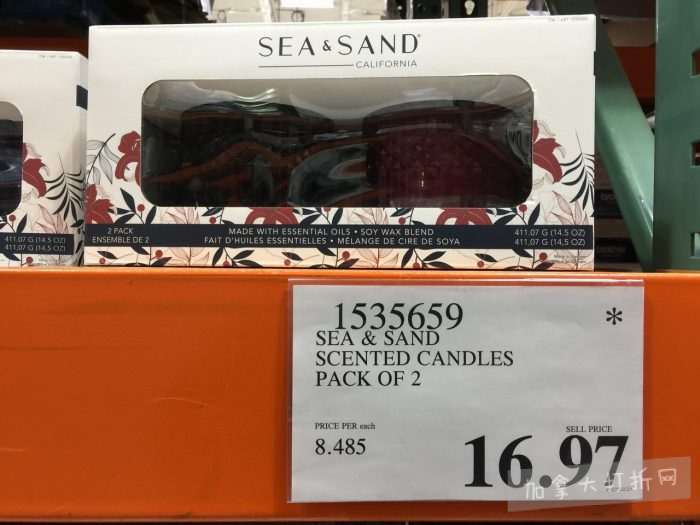 SEA & SAND®
CALIFORNIA
2 PACK
ENSEMBLE DE 2
MADE WITH ESSENTIAL OILS • SOY WAX BLEND
FAIT D'HUILES ESSENTIELLES • MÉLANGE DE CIRE DE SOYA
411.07 G (14.5 OZ)
411,07 G (14,5 OZ)
411.07 G (14.5 OZ)
411,07 G (14,5 OZ)
1535659 *
SEA & SAND
SCENTED CANDLES
PACK OF 2
PRICE PER each
8.485
SELL PRICE
16.97
加拿大打折网